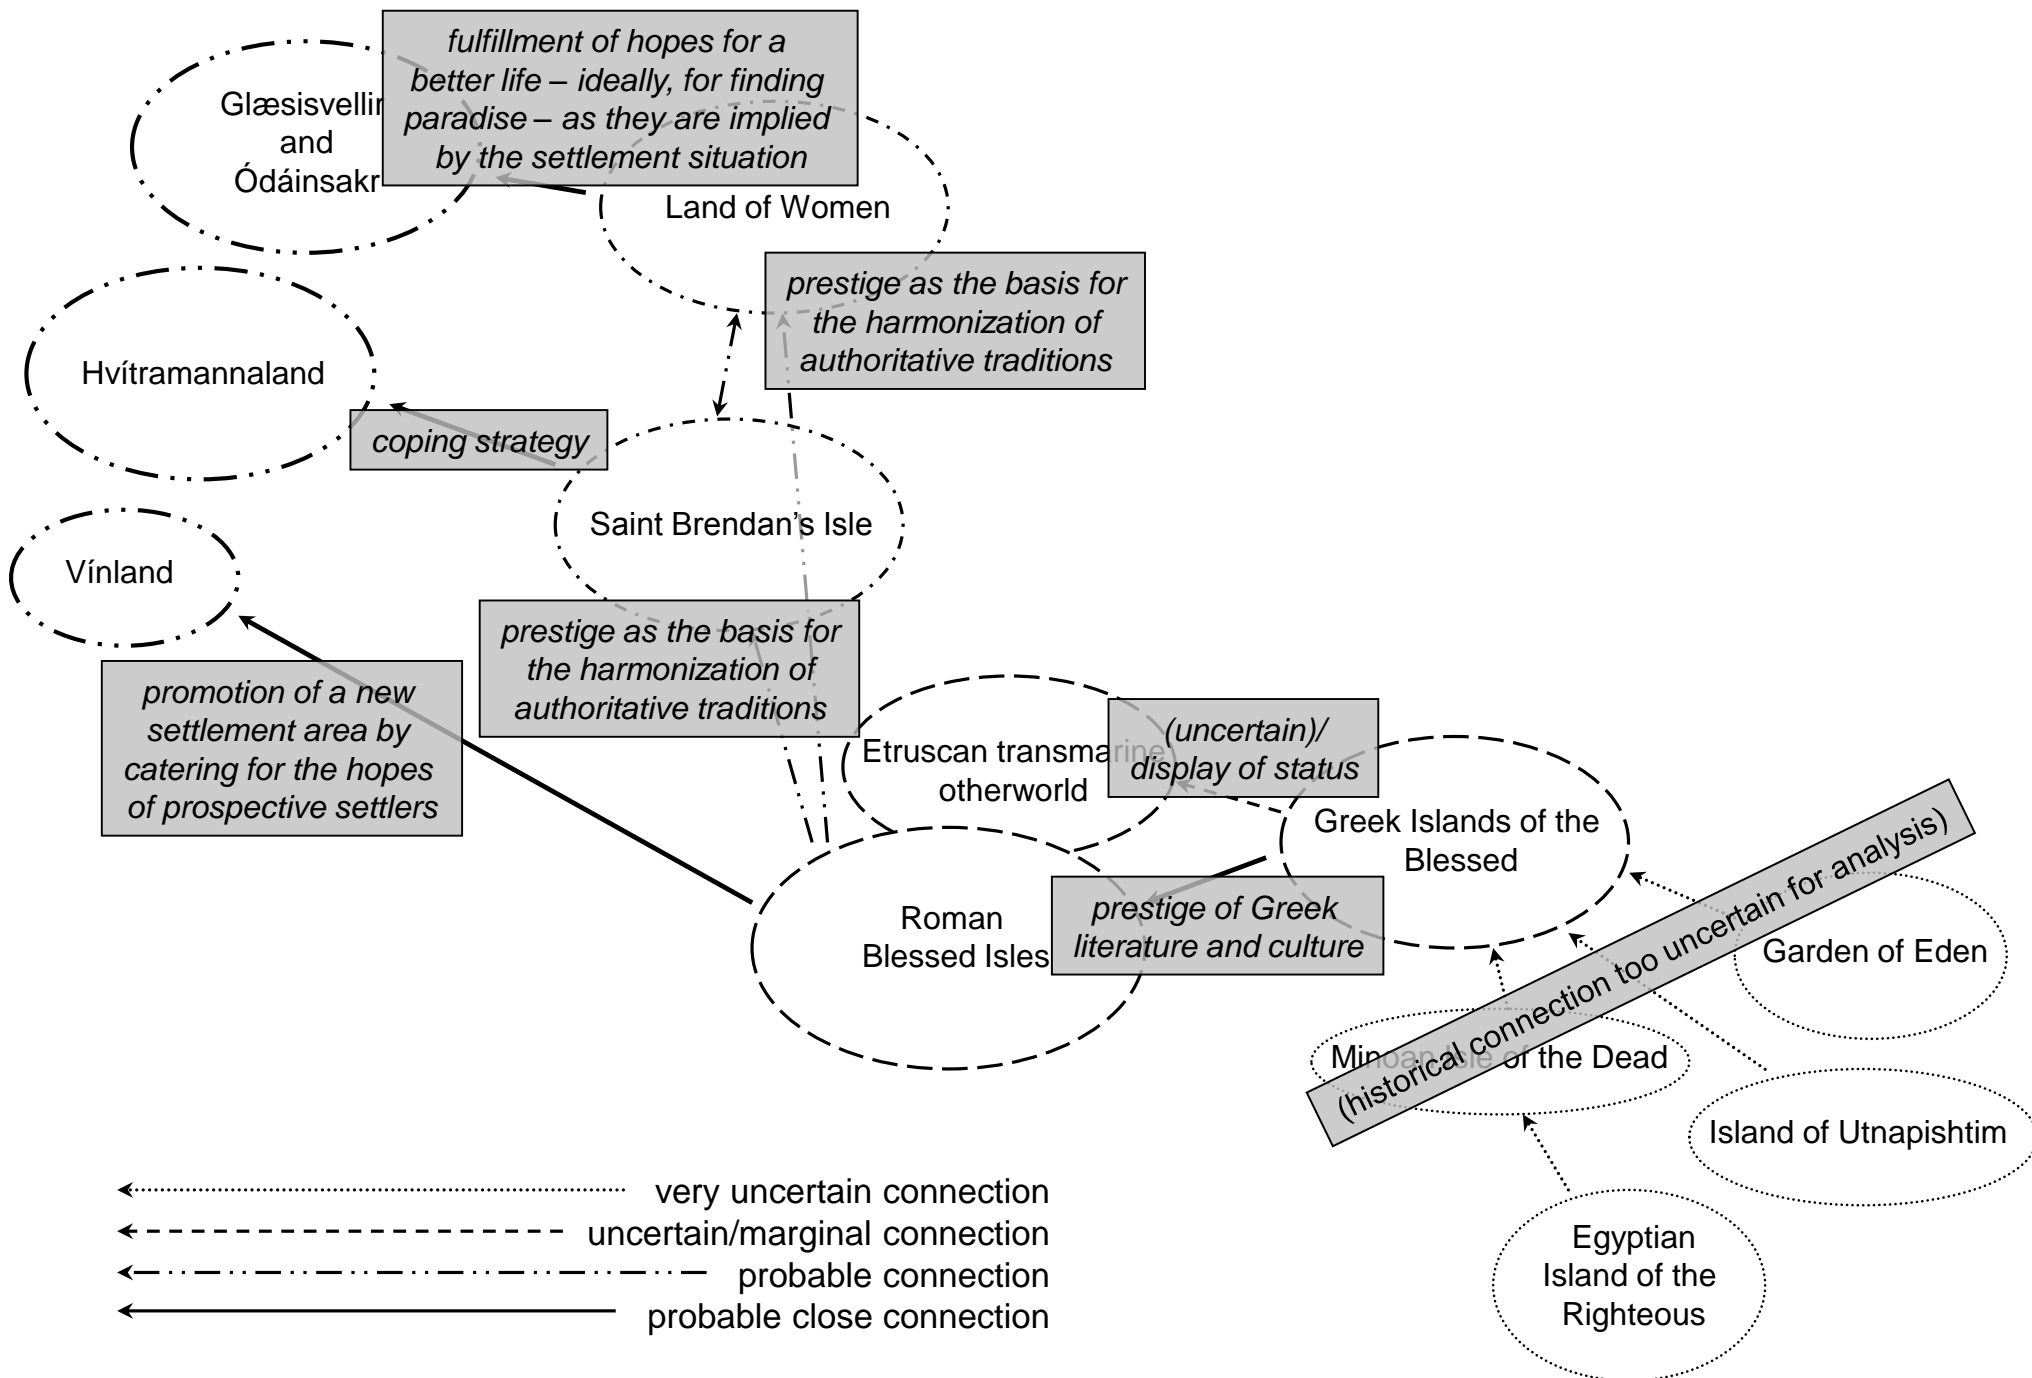 fulfillment of hopes for a
better life – ideally, for finding
paradise – as they are implied
by the settlement situation
Glæsisvellir
and
Ódáinsakr
Land of Women
prestige as the basis for
the harmonization of
authoritative traditions
Hvítramannaland
coping strategy
Saint Brendan's Isle
Vínland
prestige as the basis for
the harmonization of
authoritative traditions
promotion of a new
settlement area by
catering for the hopes
of prospective settlers
Etruscan transmarine
otherworld
(uncertain)/
display of status
Greek Islands of the
Blessed
Roman
Blessed Isles
prestige of Greek
literature and culture
(historical connection too uncertain for analysis)
Garden of Eden
Minoan Isle of the Dead
Island of Utnapishtim
Egyptian
Island of the
Righteous
very uncertain connection
uncertain/marginal connection
probable connection
probable close connection